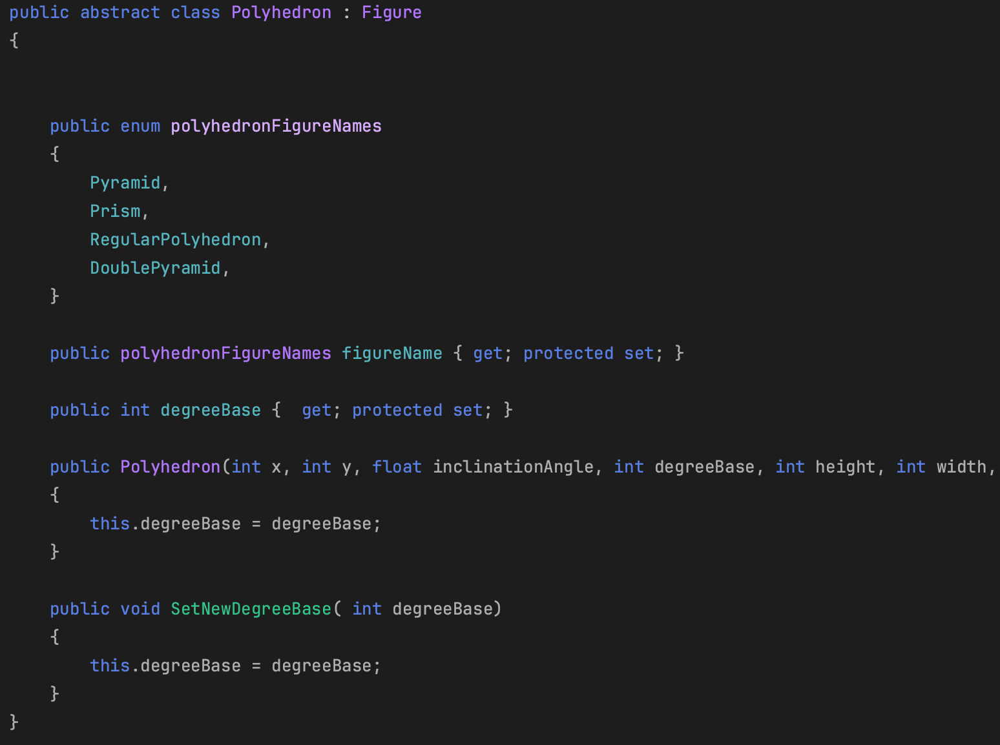 public abstract class Polyhedron : Figure
{
    public enum polyhedronFigureNames
    {
        Pyramid,
        Prism,
        RegularPolyhedron,
        DoublePyramid,
    }
    public polyhedronFigureNames figureName { get; protected set; }
    public int degreeBase {  get; protected set; }
    public Polyhedron(int x, int y, float inclinationAngle, int degreeBase, int height, int width,
    {
        this.degreeBase = degreeBase;
    }
    public void SetNewDegreeBase( int degreeBase)
    {
        this.degreeBase = degreeBase;
    }
}